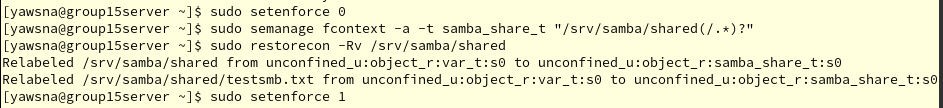 [yawsna@group15server ~]$ sudo setenforce 0
[yawsna@group15server ~]$ sudo semanage fcontext -a -t samba_share_t "/srv/samba/shared(/.*)?"
[yawsna@group15server ~]$ sudo restorecon -Rv /srv/samba/shared
Relabeled /srv/samba/shared from unconfined_u:object_r:var_t:s0 to unconfined_u:object_r:samba_share_t:s0
Relabeled /srv/samba/shared/testsmb.txt from unconfined_u:object_r:var_t:s0 to unconfined_u:object_r:samba_share_t:s0
[yawsna@group15server ~]$ sudo setenforce 1